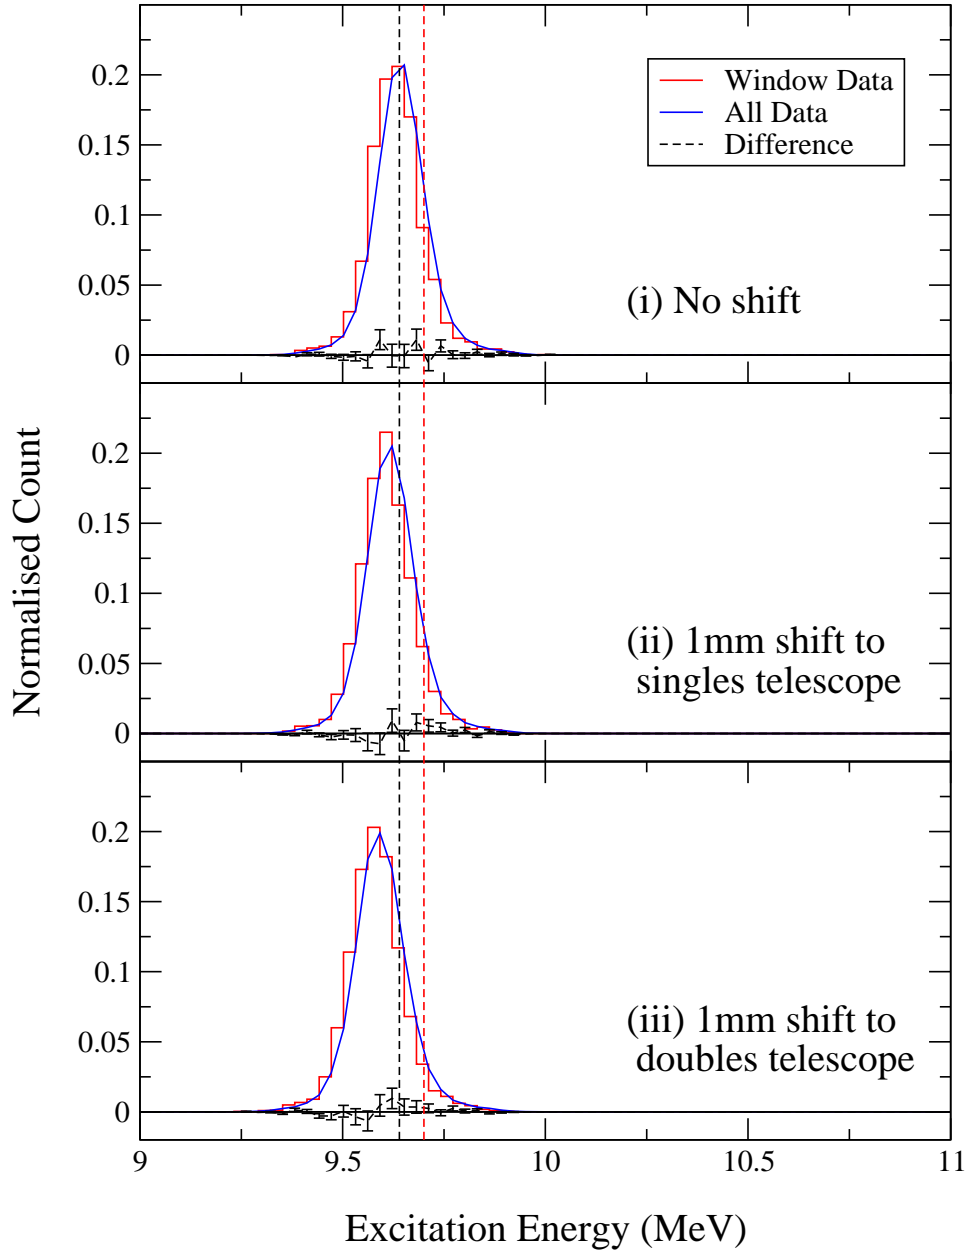 0.2
0.15
0.1
0.05
0
Window Data
All Data
Difference
(i) No shift
0.2
0.15
0.1
0.05
0
(ii) 1mm shift to
singles telescope
0.2
0.15
0.1
0.05
0
(iii) 1mm shift to
doubles telescope
Normalised Count
9
9.5
10
10.5
11
Excitation Energy (MeV)